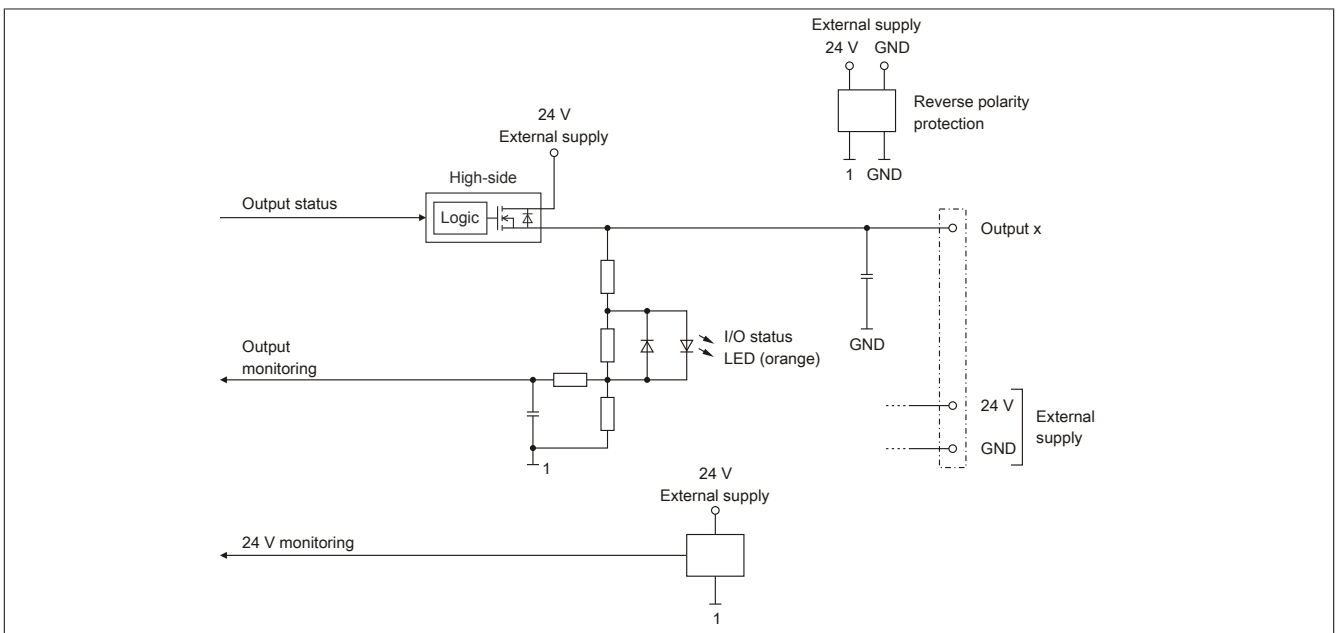 External supply
24 V GND
Reverse polarity
protection
1 GND
24 V
External supply
High-side
Output status
Logic
Output x
I/O status
LED (orange)
GND
Output
monitoring
24 V
GND
External
supply
1
24 V
External supply
24 V monitoring
1